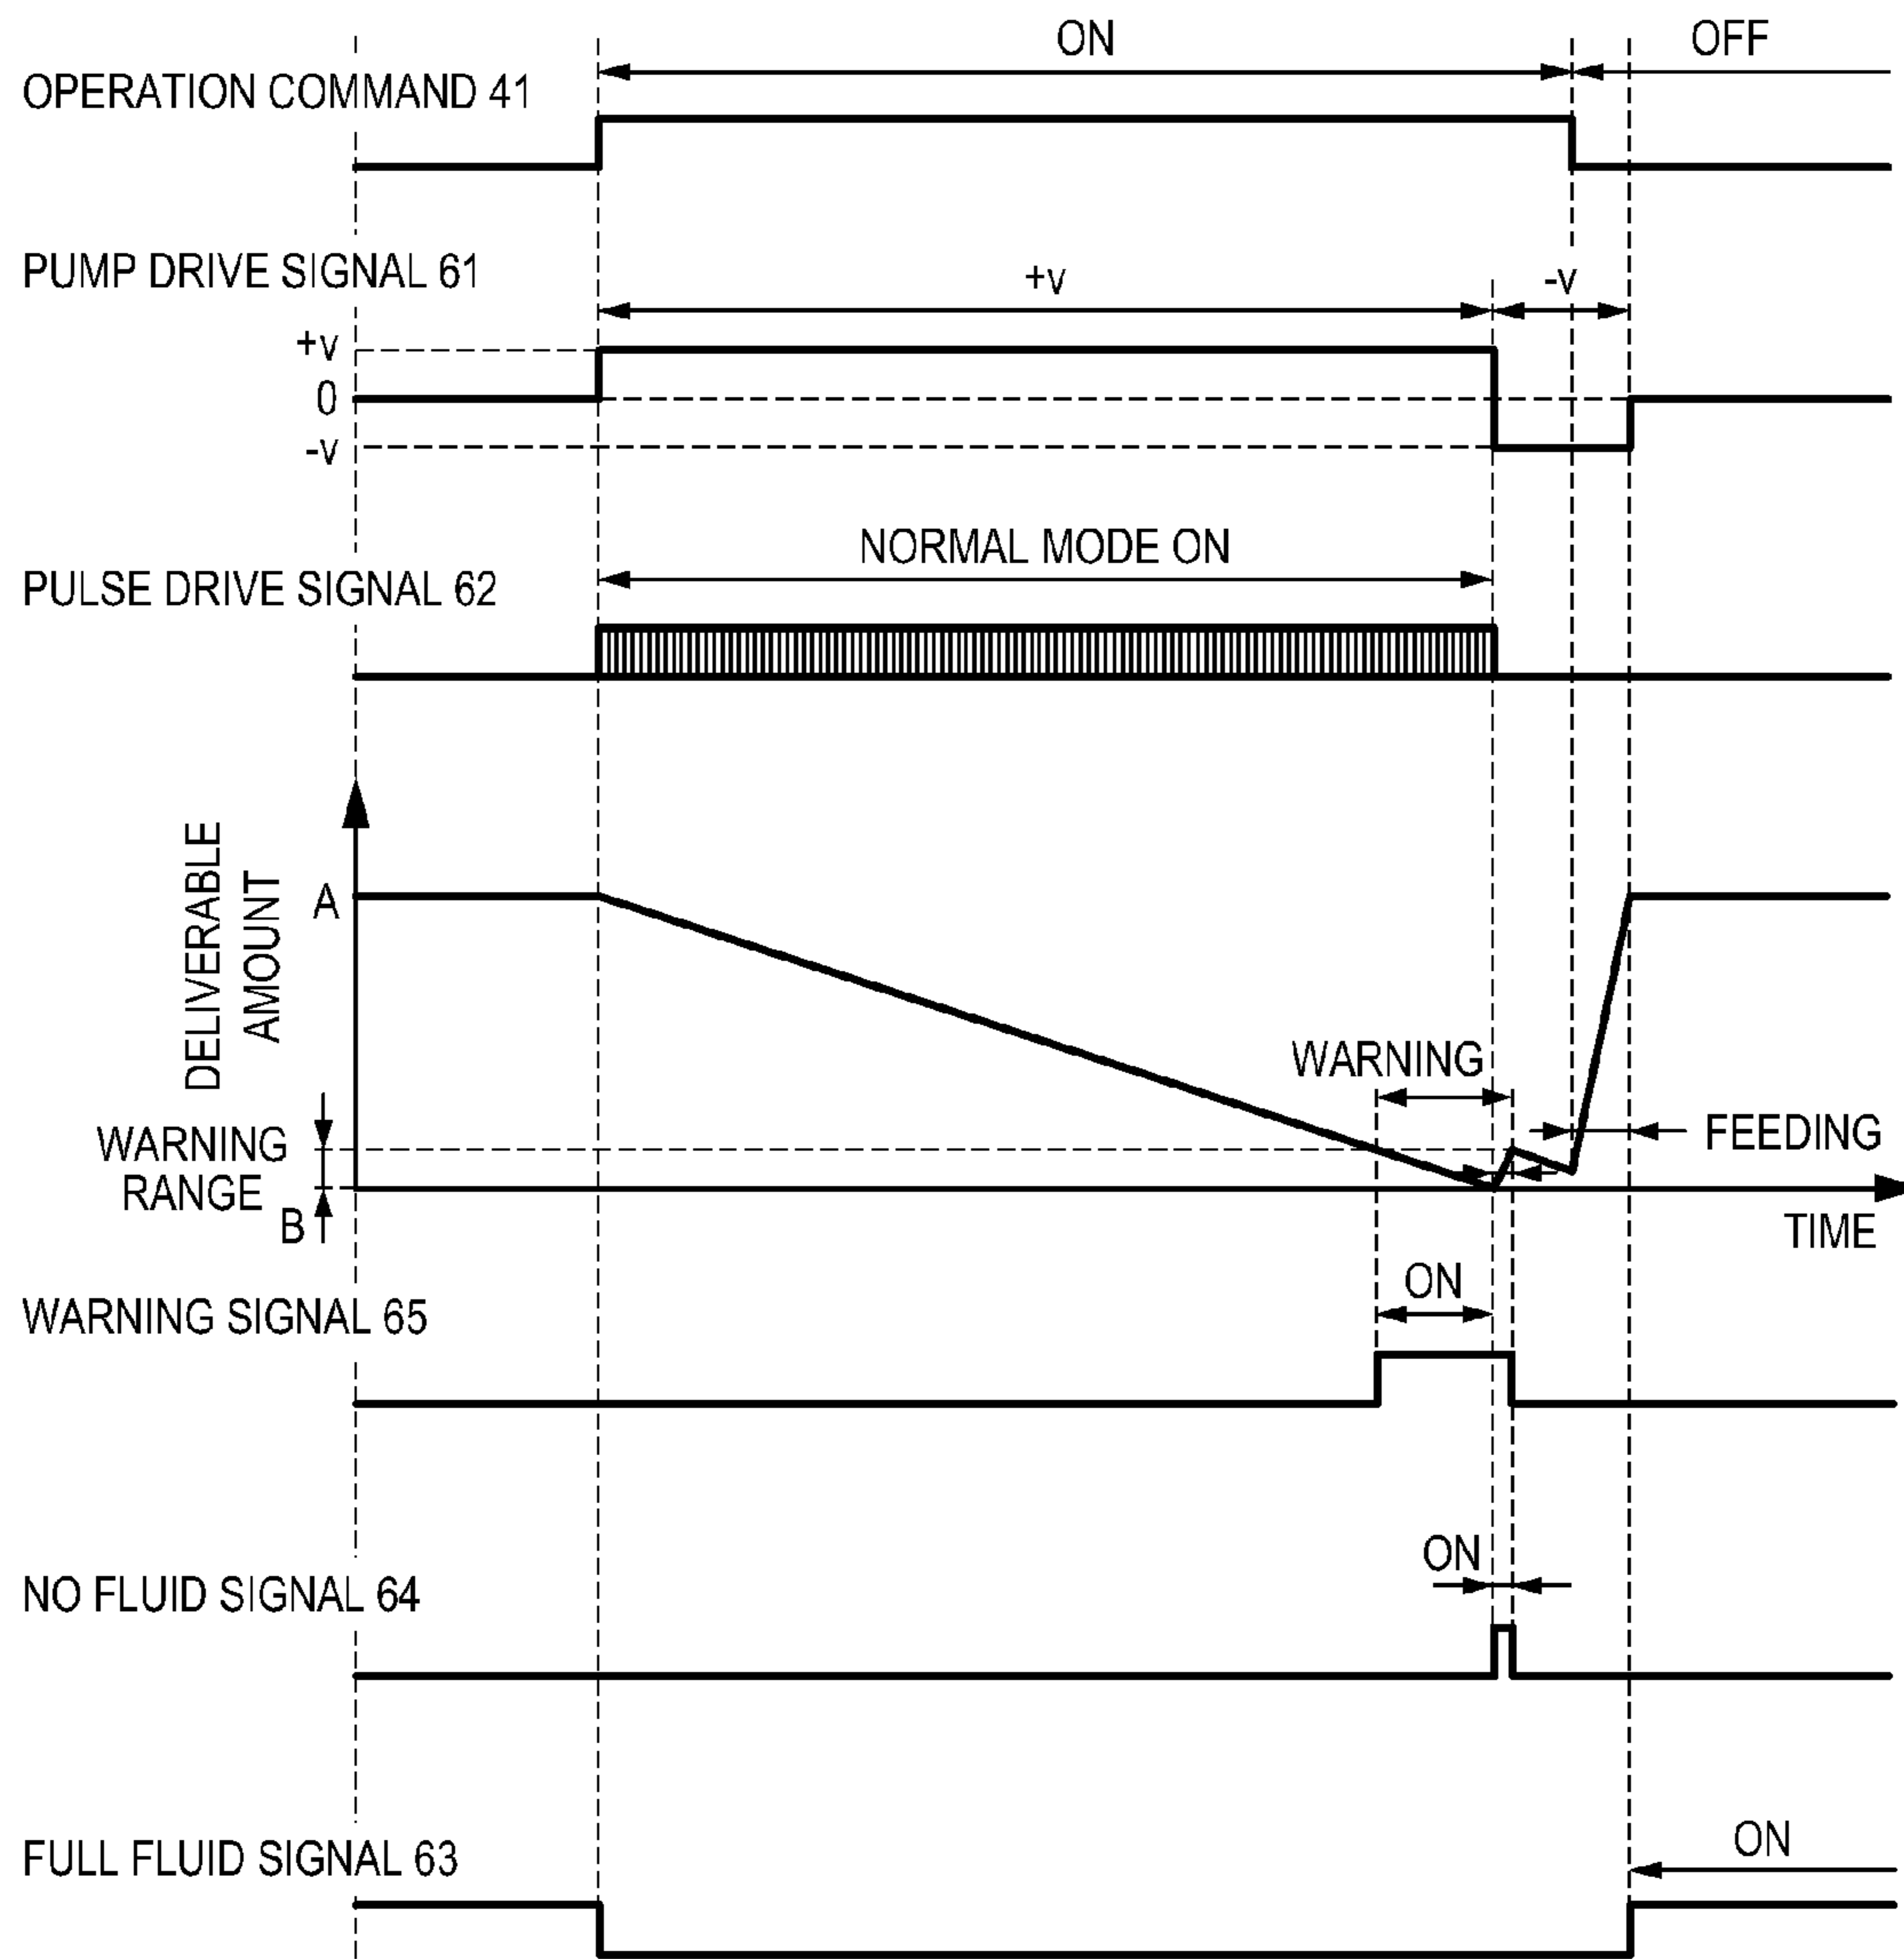 ON
OFF
OPERATION COMMAND 41
PUMP DRIVE SIGNAL 61
+v
-v
+v
0
-v
NORMAL MODE ON
PULSE DRIVE SIGNAL 62
DELIVERABLE
AMOUNT
A
WARNING
FEEDING
WARNING
RANGE
B
TIME
ON
WARNING SIGNAL 65
ON
NO FLUID SIGNAL 64
ON
FULL FLUID SIGNAL 63